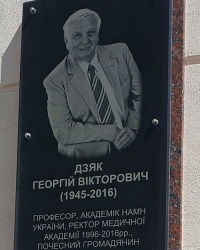 ДЗЯК
ГЕОРГІЙ ВІКТОРОВИЧ
(1945-2016)
ПРОФЕСОР, АКАДЕМІК НАМН
УКРАЇНИ, РЕКТОР МЕДИЧНОЇ
АКАДЕМІЇ 1996-2016рр.,
ПОЧЕСНИЙ ГРОМАДЯНИН